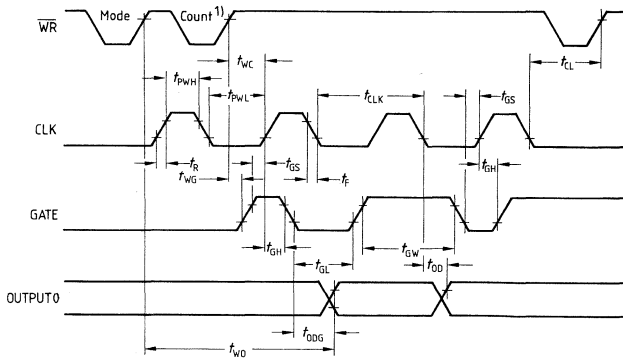 WR
Mode
Count 1)
tWC
tCL
tPWH
tPWL
tCLK
tGS
CLK
tR
tGS
tF
tGH
tWG
GATE
tGH
tGW
tGL
tOD
OUTPUT0
tODG
tWO